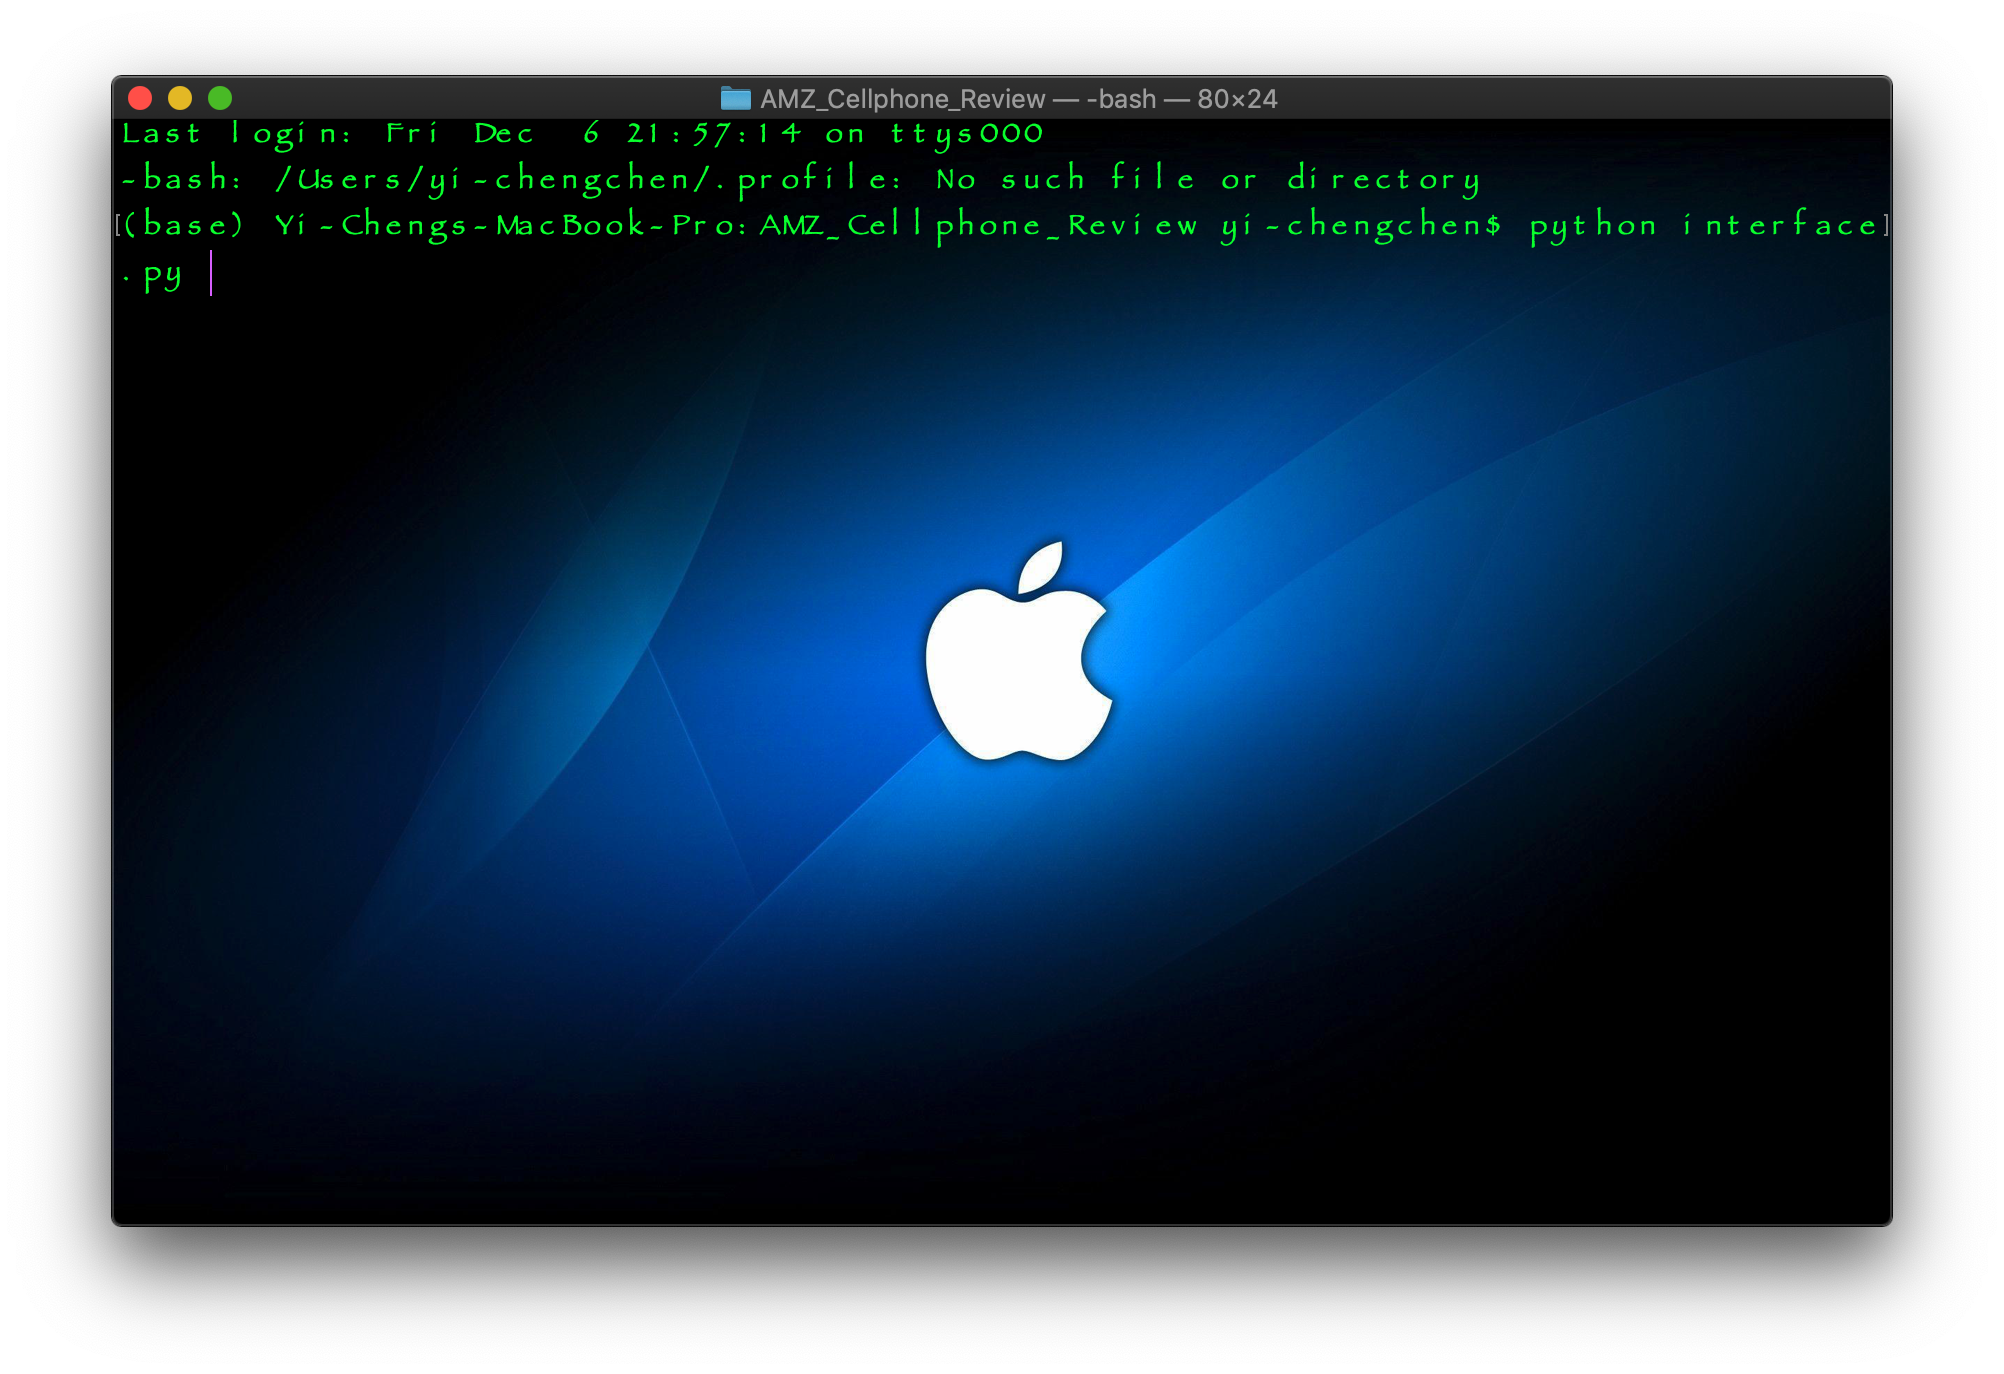 AMZ_Cellphone_Review — -bash — 80×24
Last login: Fri Dec  6 21:57:14 on ttys000
-bash: /Users/yi-chengchen/.profile: No such file or directory
[(base) Yi-Chengs-MacBook-Pro:AMZ_Cellphone_Review yi-chengchen$ python interface]
.py